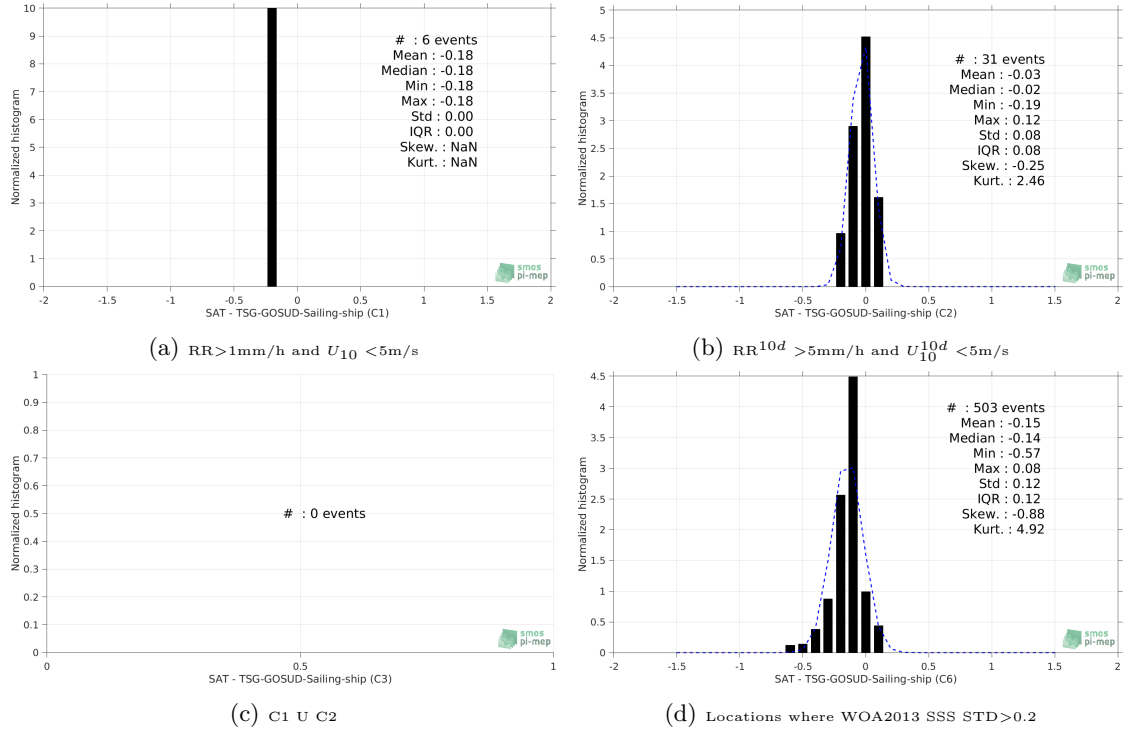 10
9
8
7
6
5
4
3
2
1
0
Normalized histogram
# : 6 events
Mean : -0.18
Median : -0.18
Min : -0.18
Max : -0.18
Std : 0.00
IQR : 0.00
Skew. : NaN
Kurt. : NaN
smos
pi-mep
-2 -1.5 -1 -0.5 0 0.5 1 1.5 2
SAT - TSG-GOSUD-Sailing-ship (C1)
(a) RR>1mm/h and U10 <5m/s
5
4.5
4
3.5
3
2.5
2
1.5
1
0.5
0
Normalized histogram
# : 31 events
Mean : -0.03
Median : -0.02
Min : -0.19
Max : 0.12
Std : 0.08
IQR : 0.08
Skew. : -0.25
Kurt. : 2.46
smos
pi-mep
-2 -1.5 -1 -0.5 0 0.5 1 1.5 2
SAT - TSG-GOSUD-Sailing-ship (C2)
(b) RR10d >5mm/h and U10d10 <5m/s
1
0.9
0.8
0.7
0.6
0.5
0.4
0.3
0.2
0.1
0
Normalized histogram
# : 0 events
smos
pi-mep
0 0.5 1
SAT - TSG-GOSUD-Sailing-ship (C3)
(c) C1 U C2
4.5
4
3.5
3
2.5
2
1.5
1
0.5
0
Normalized histogram
# : 503 events
Mean : -0.15
Median : -0.14
Min : -0.57
Max : 0.08
Std : 0.12
IQR : 0.12
Skew. : -0.88
Kurt. : 4.92
smos
pi-mep
-2 -1.5 -1 -0.5 0 0.5 1 1.5 2
SAT - TSG-GOSUD-Sailing-ship (C6)
(d) Locations where WOA2013 SSS STD>0.2